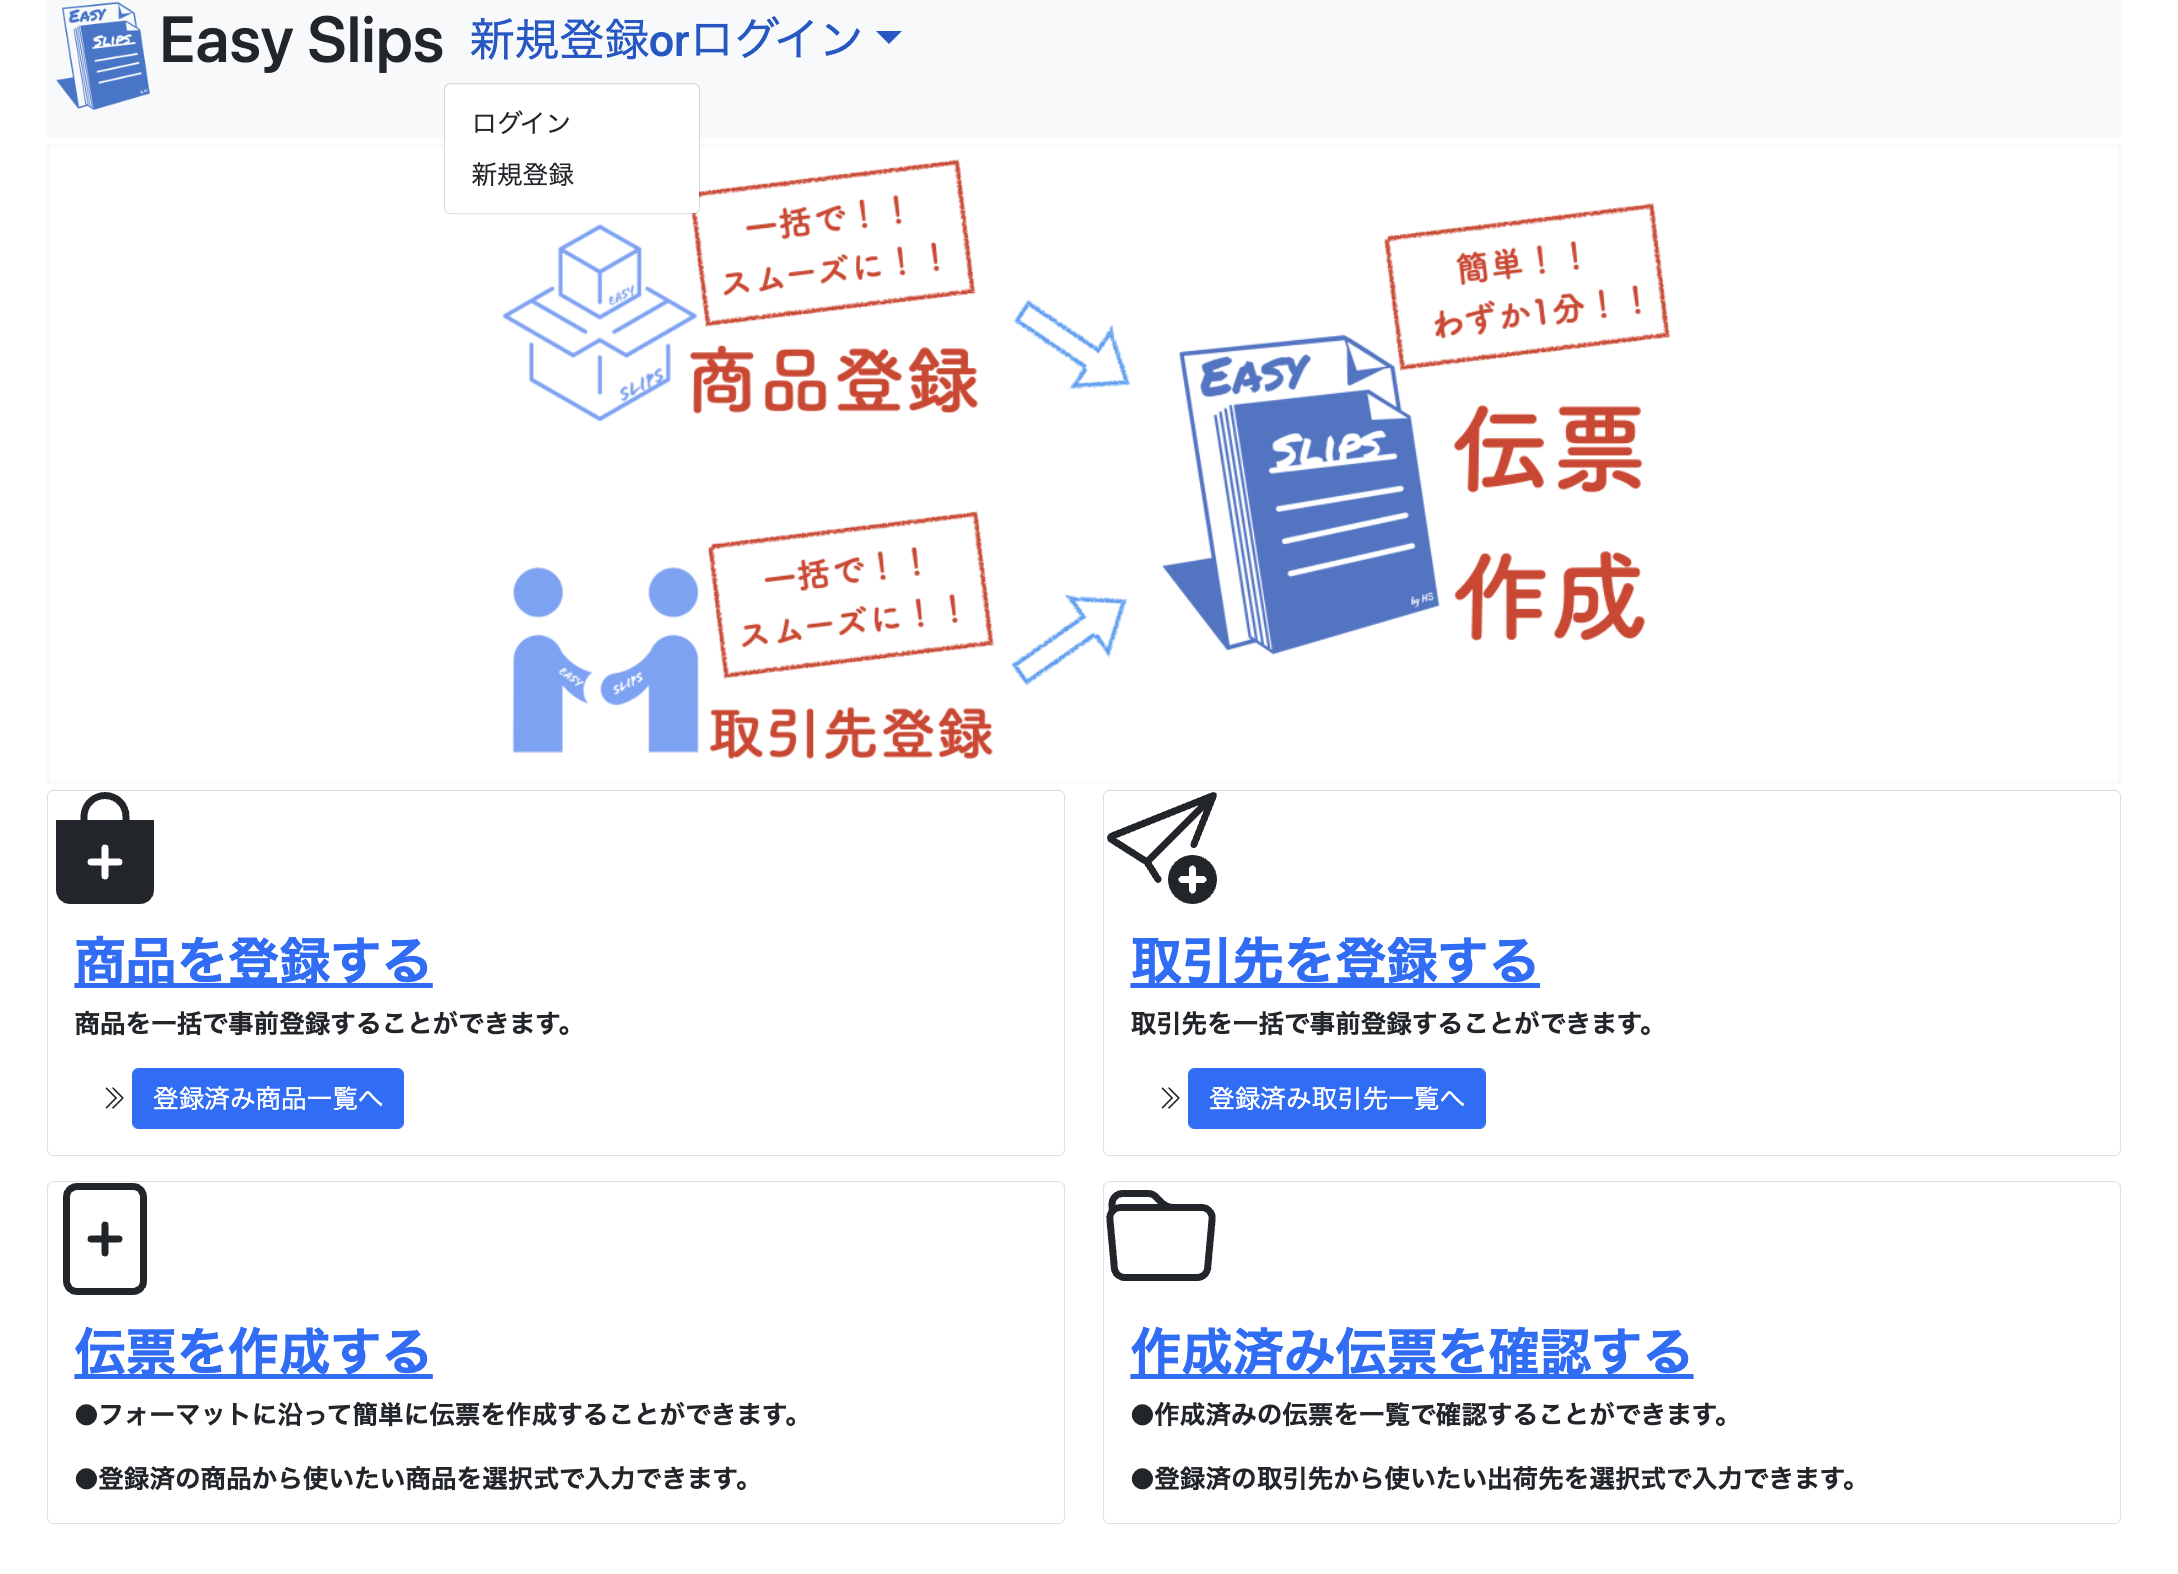 EASY
SLIPS
Easy Slips
新規登録orログイン
ログイン
新規登録
一括で！！
スムーズに！！
EASY
SLIPS
商品登録
簡単！！
わずか1分！！
EASY
SLIPS
by HS
伝票
作成
一括で！！
スムーズに！！
EASY
SLIPS
取引先登録
商品を登録する
商品を一括で事前登録することができます。
登録済み商品一覧へ
取引先を登録する
取引先を一括で事前登録することができます。
登録済み取引先一覧へ
伝票を作成する
●フォーマットに沿って簡単に伝票を作成することができます。
●登録済の商品から使いたい商品を選択式で入力できます。
作成済み伝票を確認する
●作成済みの伝票を一覧で確認することができます。
●登録済の取引先から使いたい出荷先を選択式で入力できます。